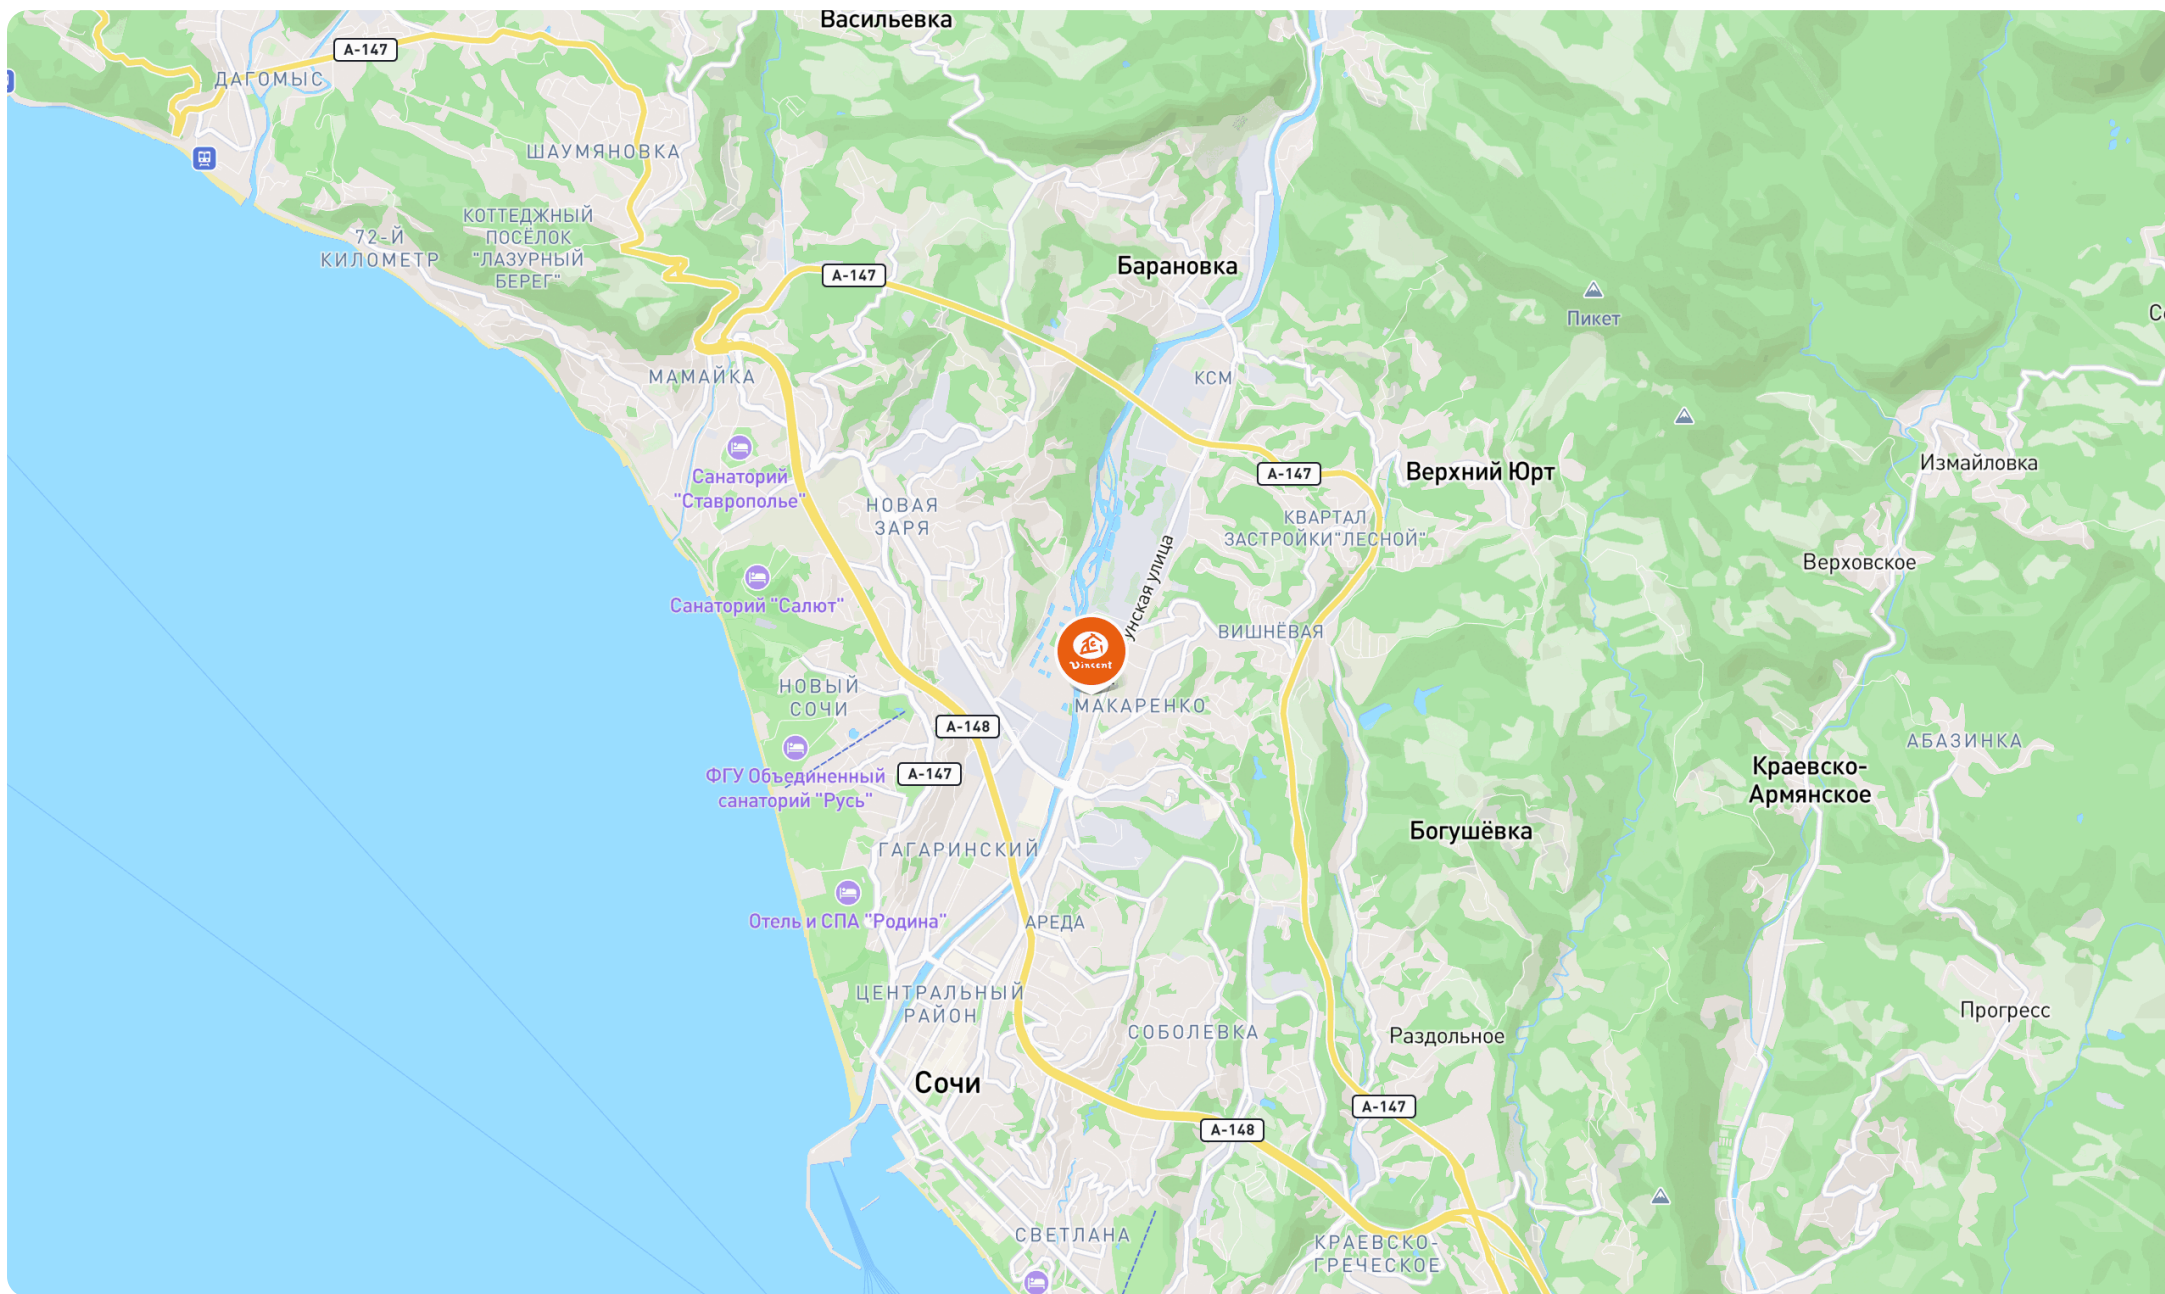 Васильевка
А-147
ДАГОМЫС
ШАУМЯНОВКА
КОТТЕДЖНЫЙ
ПОСЁЛОК
"ЛАЗУРНЫЙ
БЕРЕГ"
72-Й
КИЛОМЕТР
Барановка
А-147
Пикет
МАМАЙКА
КСМ
Санаторий
"Ставрополье"
А-147
Верхний Юрт
Измайловка
НОВАЯ
ЗАРЯ
КВАРТАЛ
ЗАСТРОЙКИ"ЛЕСНОЙ"
Верховское
унская улица
Санаторий "Салют"
ВИШНЁВАЯ
Vincent
НОВЫЙ
СОЧИ
МАКАРЕНКО
А-148
АБАЗИНКА
А-147
ФГУ Объединенный
санаторий "Русь"
Краевско-
Армянское
Богушёвка
ГАГАРИНСКИЙ
Отель и СПА "Родина"
АРЕДА
ЦЕНТРАЛЬНЫЙ
РАЙОН
Прогресс
СОБОЛЕВКА
Раздольное
Сочи
А-147
А-148
СВЕТЛАНА
КРАЕВСКО-
ГРЕЧЕСКОЕ